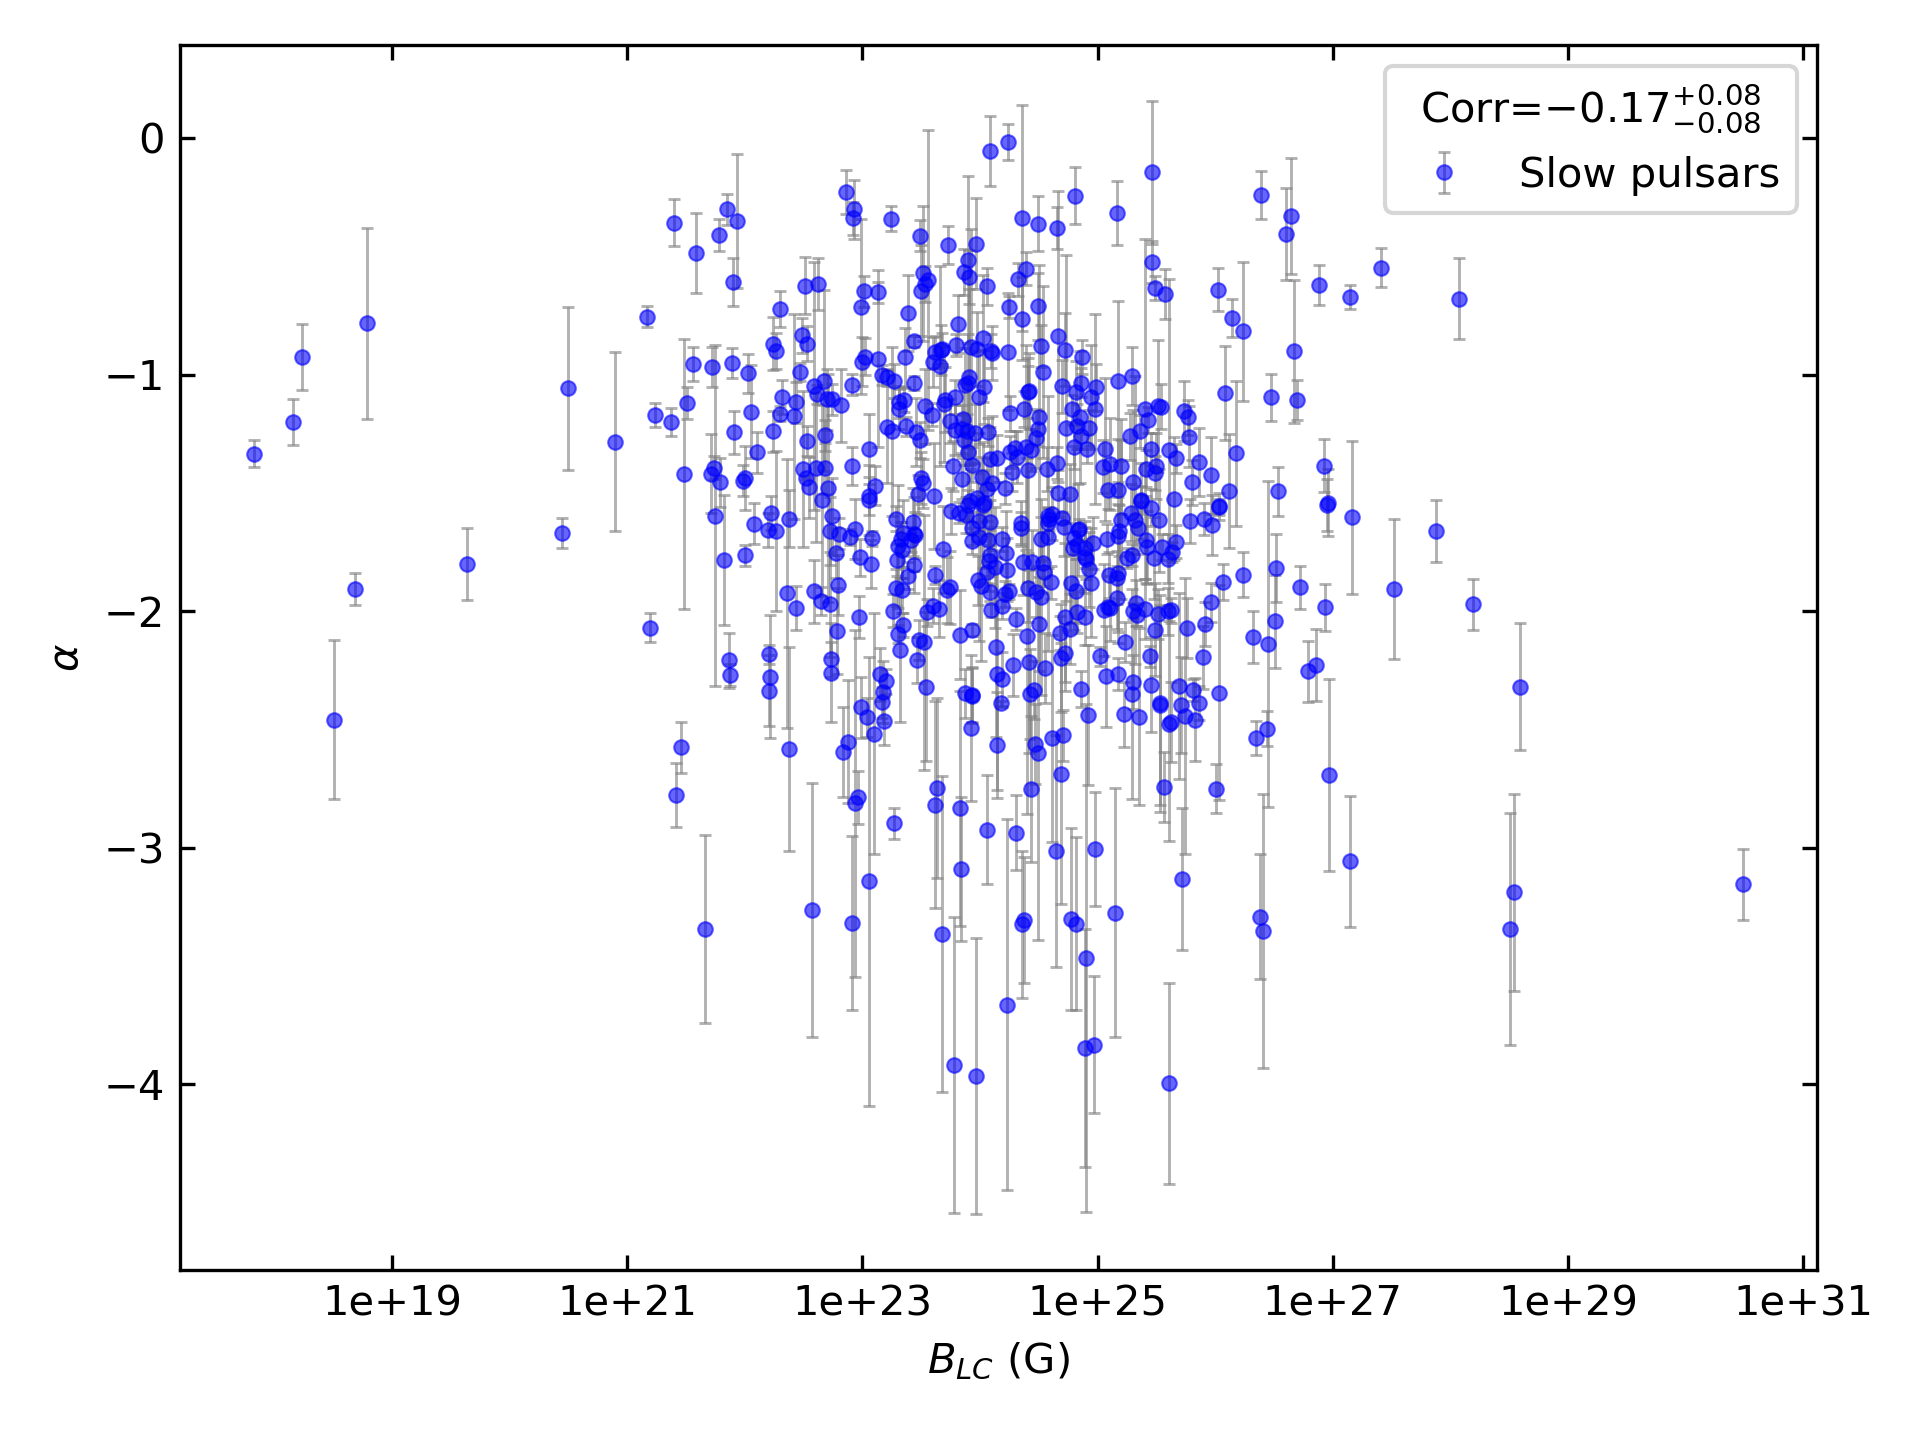 Corr=−0.17+0.08−0.08
Slow pulsars
0
−1
−2
−3
−4
α
1e+19 1e+21 1e+23 1e+25 1e+27 1e+29 1e+31
B_LC (G)